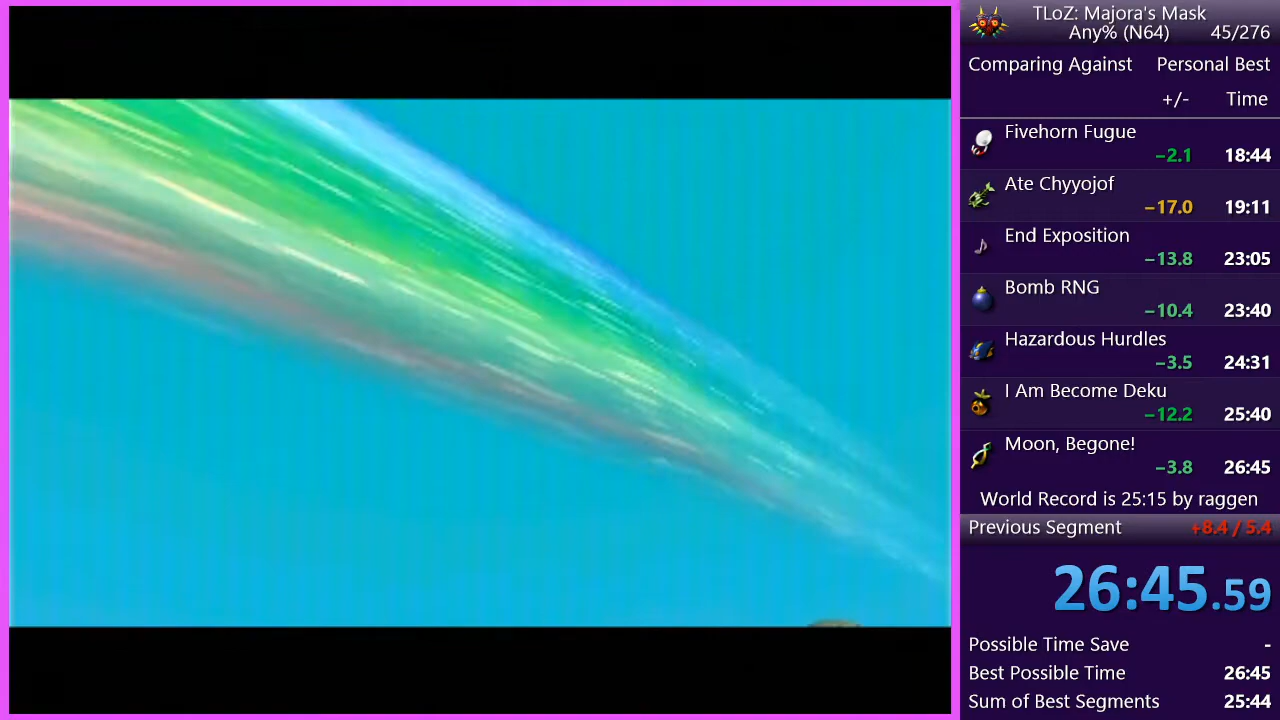 TLoZ: Majora's Mask
Any% (N64) 45/276
Comparing Against Personal Best
+/- Time
Fivehorn Fugue
−2.1 18:44
Ate Chyyojof
−17.0 19:11
End Exposition
−13.8 23:05
Bomb RNG
−10.4 23:40
Hazardous Hurdles
−3.5 24:31
I Am Become Deku
−12.2 25:40
Moon, Begone!
−3.8 26:45
World Record is 25:15 by raggen
Previous Segment +8.4 / 5.4
26:45.59
Possible Time Save -
Best Possible Time 26:45
Sum of Best Segments 25:44